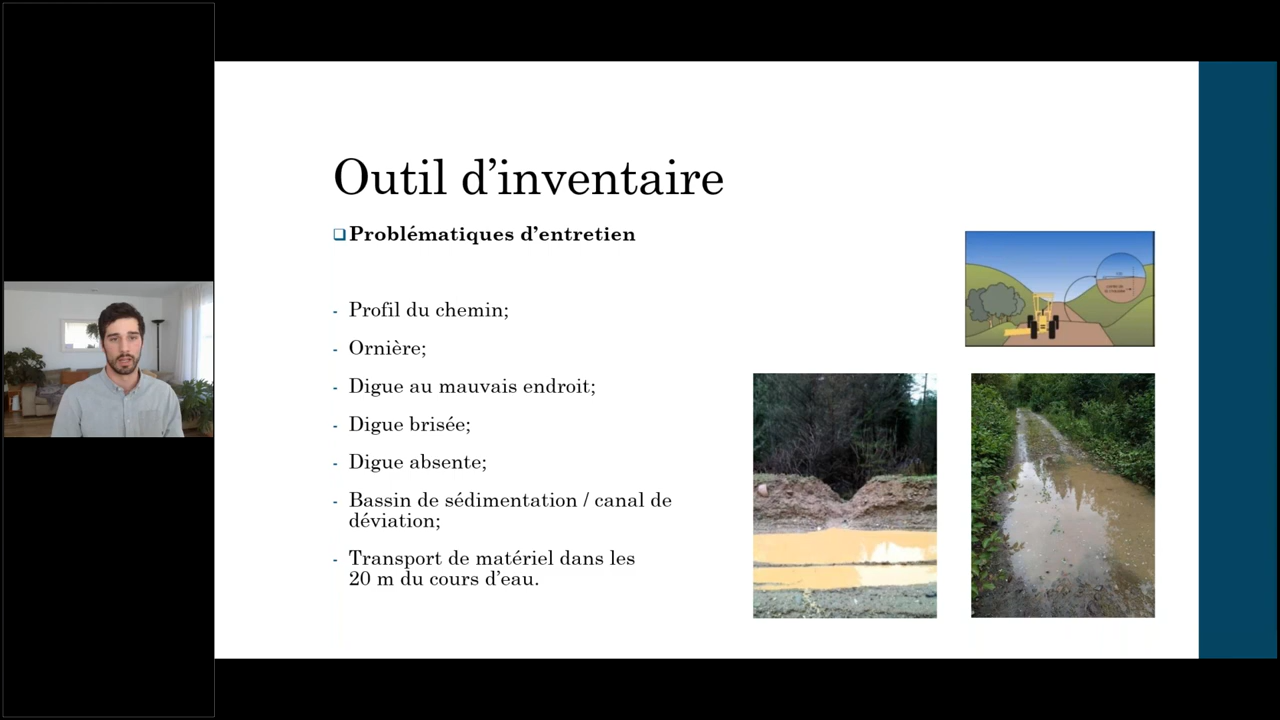 Outil d’inventaire
Problématiques d’entretien
- Profil du chemin;
- Ornière;
- Digue au mauvais endroit;
- Digue brisée;
- Digue absente;
- Bassin de sédimentation / canal de
déviation;
- Transport de matériel dans les
20 m du cours d’eau.